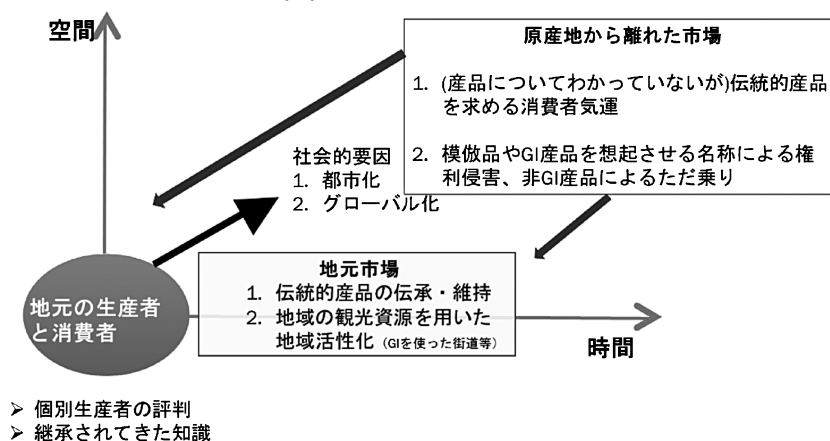 空間
原産地から離れた市場
1. (産品についてわかっていないが)伝統的産品
を求める消費者気運
2. 模倣品やGI産品を想起させる名称による権
利侵害、非GI産品によるただ乗り
社会的要因
1. 都市化
2. グローバル化
地元市場
1. 伝統的産品の伝承・維持
2. 地域の観光資源を用いた
地域活性化 (GIを使った街道等)
地元の生産者
と消費者
時間
➢ 個別生産者の評判
➢ 継承されてきた知識